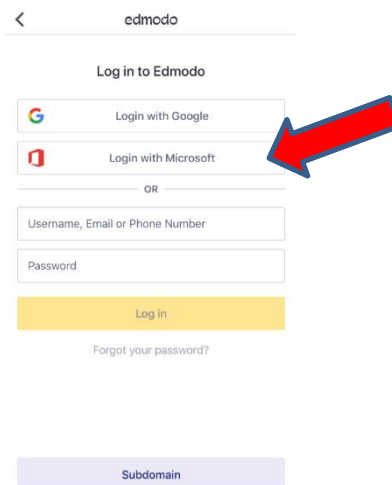 edmodo
Log in to Edmodo
Login with Google
Login with Microsoft
OR
Username, Email or Phone Number
Password
Log in
Forgot your password?
Subdomain